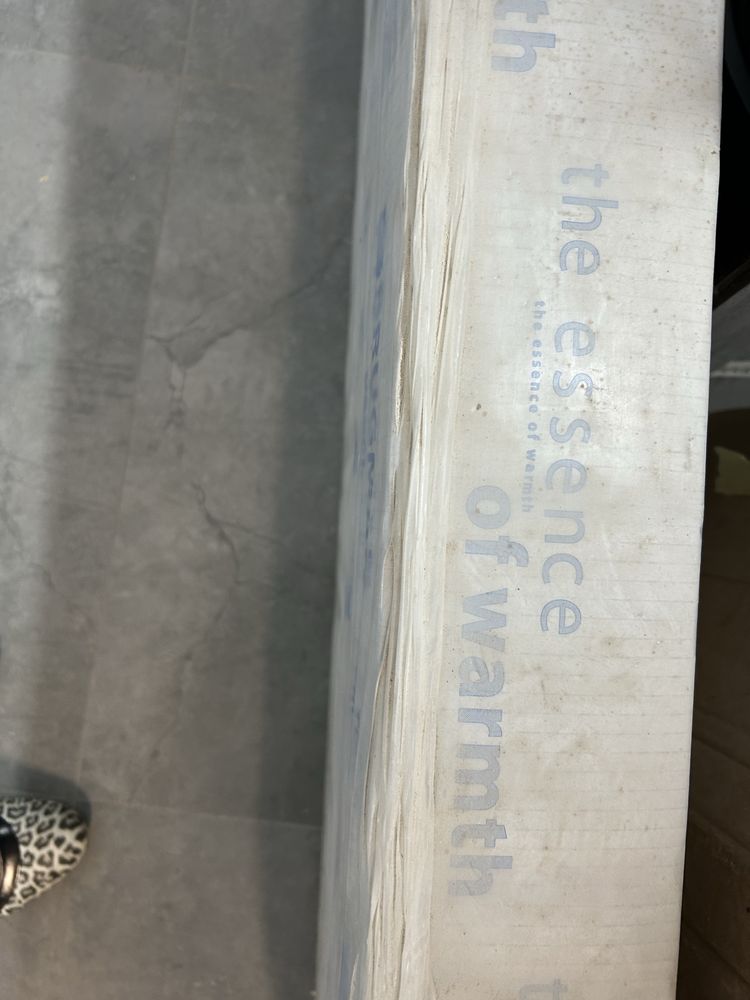 th
the essence
the essence of warmth
of warmth
t